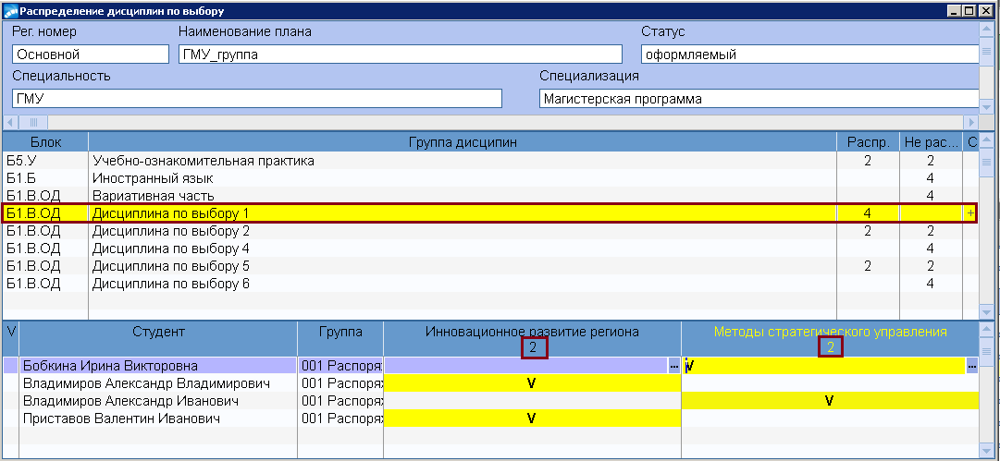 Распределение дисциплин по выбору
Рег. номер Наименование плана Статус
Основной ГМУ_группа оформляемый
Специальность Специализация
ГМУ Магистерская программа
Блок Группа дисциплин Распр. Не рас... С
Б5.У Учебно-ознакомительная практика 2 2
Б1.Б Иностранный язык 4
Б1.В.ОД Вариативная часть 4
Б1.В.ОД Дисциплина по выбору 1 4 +
Б1.В.ОД Дисциплина по выбору 2 2 2
Б1.В.ОД Дисциплина по выбору 4 4
Б1.В.ОД Дисциплина по выбору 5 2 2
Б1.В.ОД Дисциплина по выбору 6 4
V Студент Группа Инновационное развитие региона Методы стратегического управления
2 2
Бобкина Ирина Викторовна 001 Распоря ... V ...
Владимиров Александр Владимирович 001 Распоря V
Владимиров Александр Иванович 001 Распоря V
Приставов Валентин Иванович 001 Распоря V